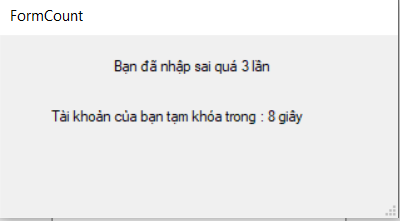 FormCount
Bạn đã nhập sai quá 3 lần
Tài khoản của bạn tạm khóa trong : 8 giây